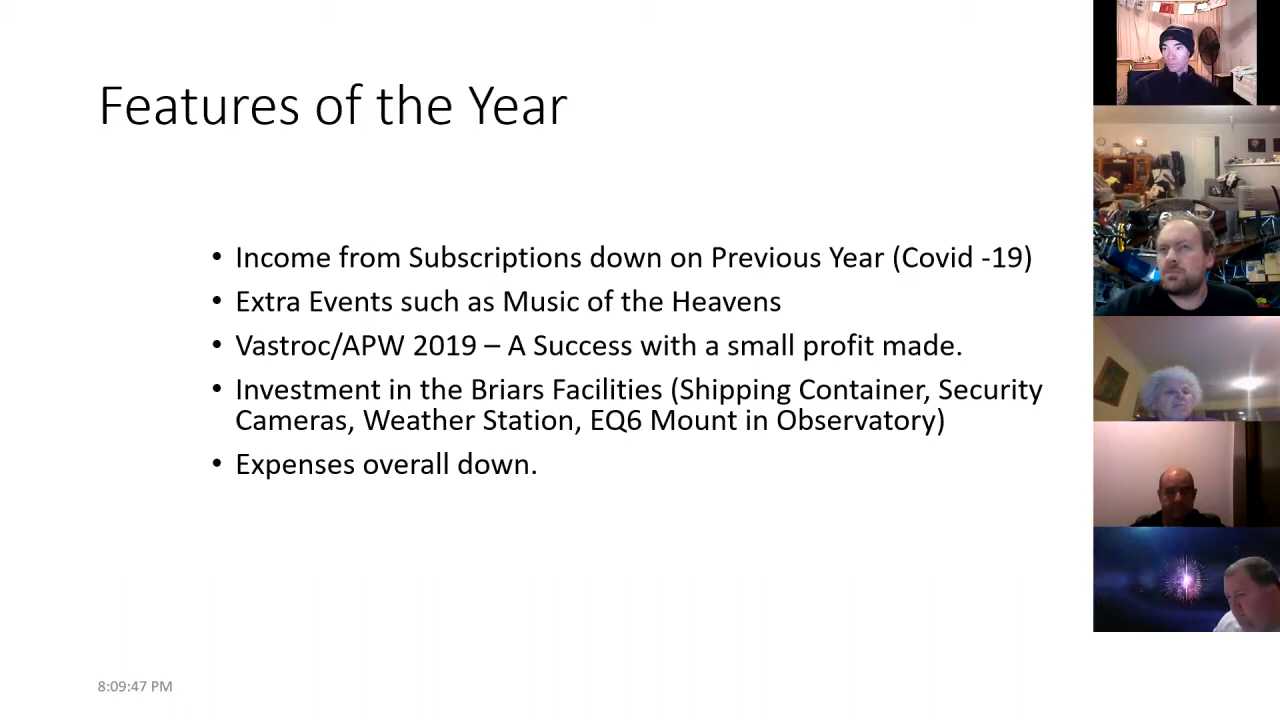 Features of the Year
• Income from Subscriptions down on Previous Year (Covid -19)
• Extra Events such as Music of the Heavens
• Vastroc/APW 2019 – A Success with a small profit made.
• Investment in the Briars Facilities (Shipping Container, Security
Cameras, Weather Station, EQ6 Mount in Observatory)
• Expenses overall down.
8:09:47 PM